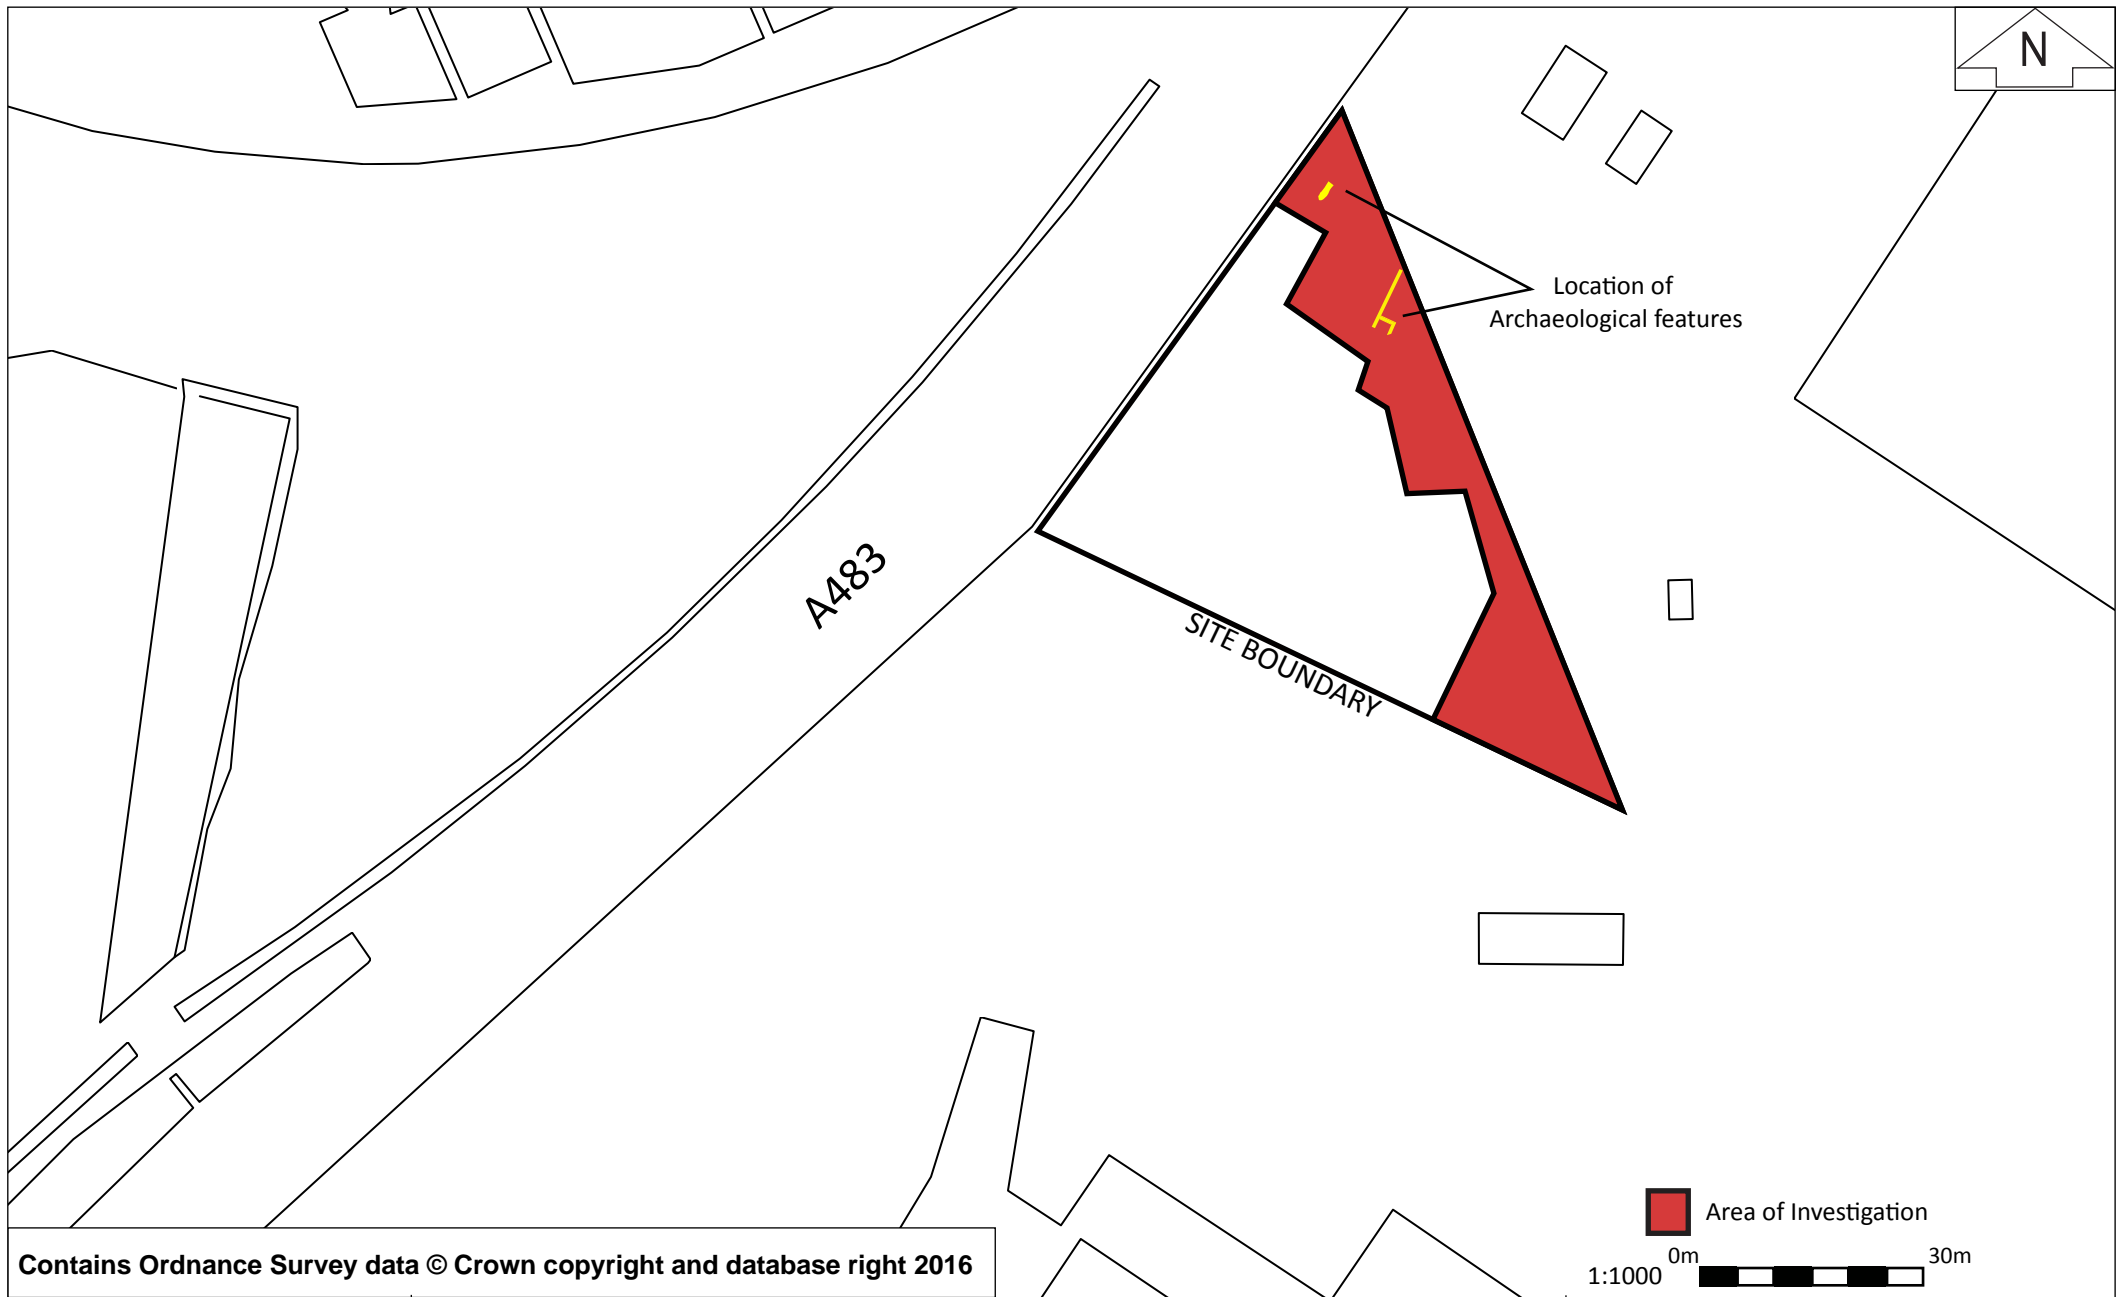 N
Location of
Archaeological features
A483
SITE BOUNDARY
Area of Investigation
0m 30m
1:1000
Contains Ordnance Survey data © Crown copyright and database right 2016